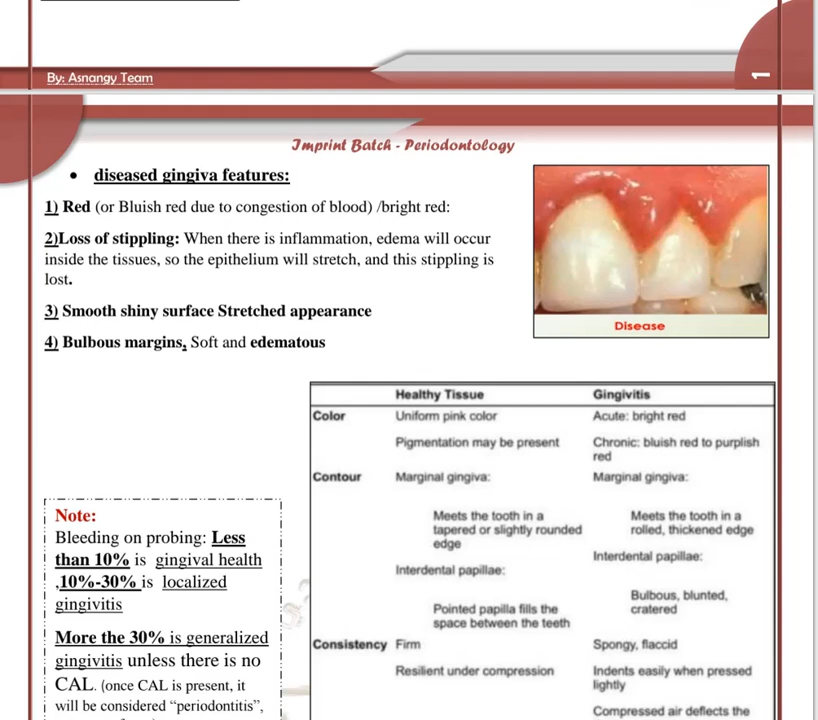 By: Asnangy Team
1
Imprint Batch - Periodontology
• diseased gingiva features:
1) Red (or Bluish red due to congestion of blood) /bright red:
2)Loss of stippling: When there is inflammation, edema will occur
inside the tissues, so the epithelium will stretch, and this stippling is
lost.
3) Smooth shiny surface Stretched appearance
4) Bulbous margins, Soft and edematous
Disease
Healthy Tissue Gingivitis
Color Uniform pink color Acute: bright red
Pigmentation may be present Chronic: bluish red to purplish
red
Contour Marginal gingiva: Marginal gingiva:
Meets the tooth in a Meets the tooth in a
tapered or slightly rounded rolled, thickened edge
edge
Interdental papillae:
Interdental papillae:
Bulbous, blunted,
Pointed papilla fills the cratered
space between the teeth
Consistency Firm Spongy, flaccid
Resilient under compression Indents easily when pressed
lightly
Compressed air deflects the
Note:
Bleeding on probing: Less
than 10% is gingival health
,10%-30% is localized
gingivitis
More the 30% is generalized
gingivitis unless there is no
CAL. (once CAL is present, it
will be considered “periodontitis”,